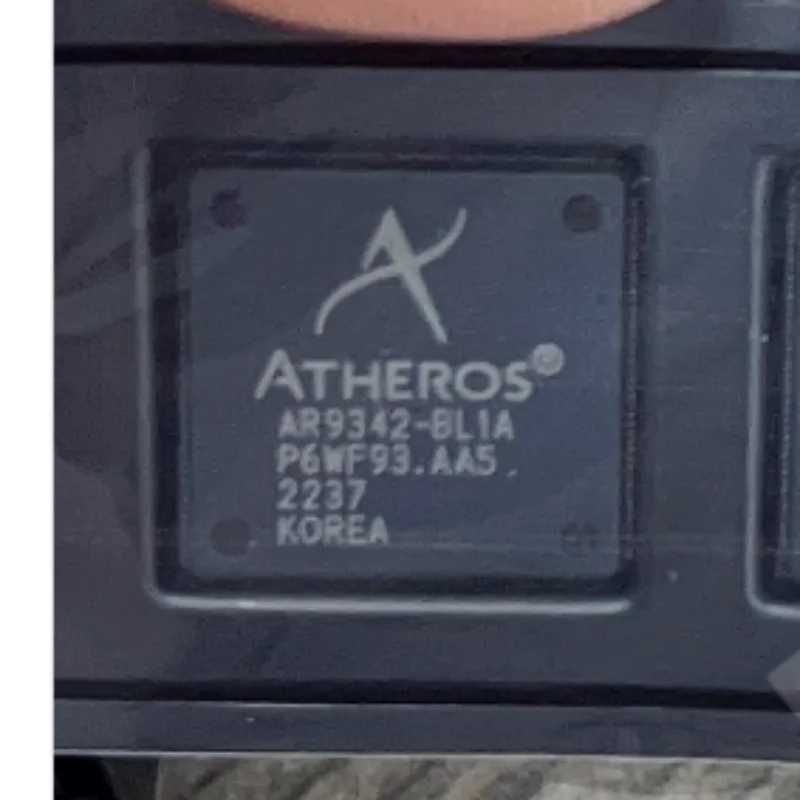 ATHEROS®
AR9342-BL1A
P6WF93.AA5
2237
KOREA